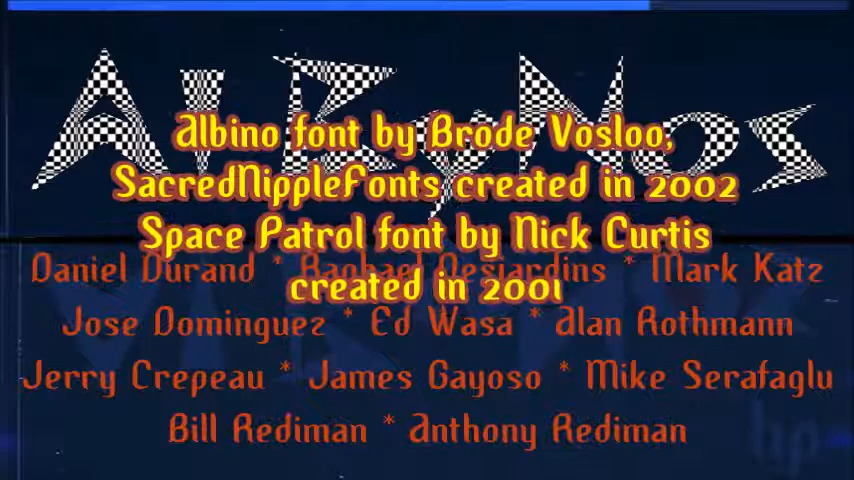 Albino font by Brode Vosloo,
SacredNippleFonts created in 2002
Space Patrol font by Nick Curtis
created in 2001
Daniel Durand * Raphael Desjardins * Mark Katz
Jose Dominguez * Ed Wasa * Alan Rothmann
Jerry Crepeau * James Gayoso * Mike Serafaglu
Bill Rediman * Anthony Rediman
hp